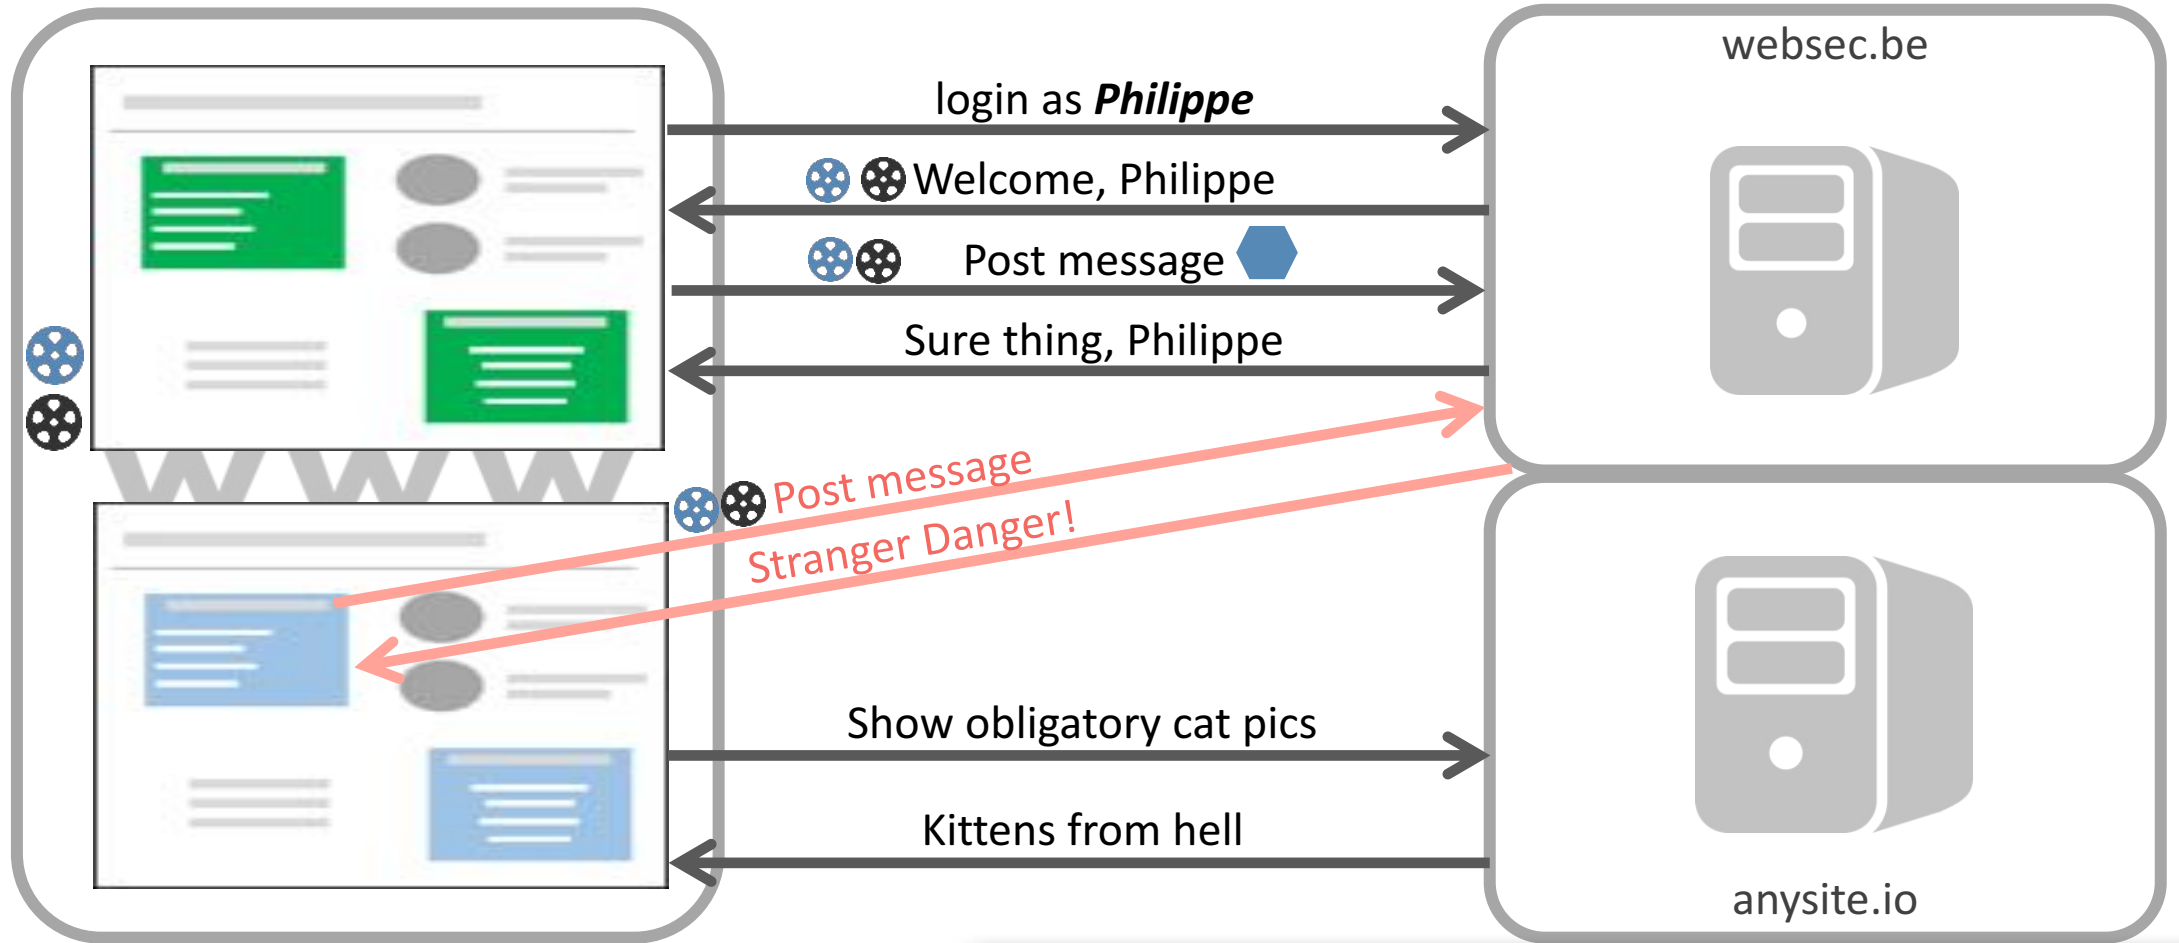 websec.be
login as Philippe
Welcome, Philippe
Post message
Sure thing, Philippe
www
Post message
Stranger Danger!
Show obligatory cat pics
Kittens from hell
anysite.io